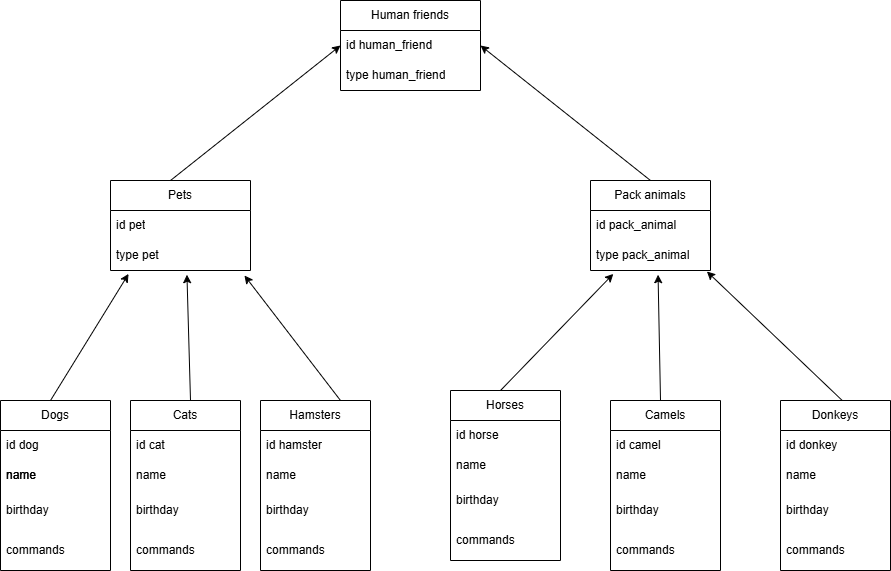 Human friends
id human_friend
type human_friend
Pets
id pet
type pet
Pack animals
id pack_animal
type pack_animal
Dogs
id dog
name
birthday
commands
Cats
id cat
name
birthday
commands
Hamsters
id hamster
name
birthday
commands
Horses
id horse
name
birthday
commands
Camels
id camel
name
birthday
commands
Donkeys
id donkey
name
birthday
commands